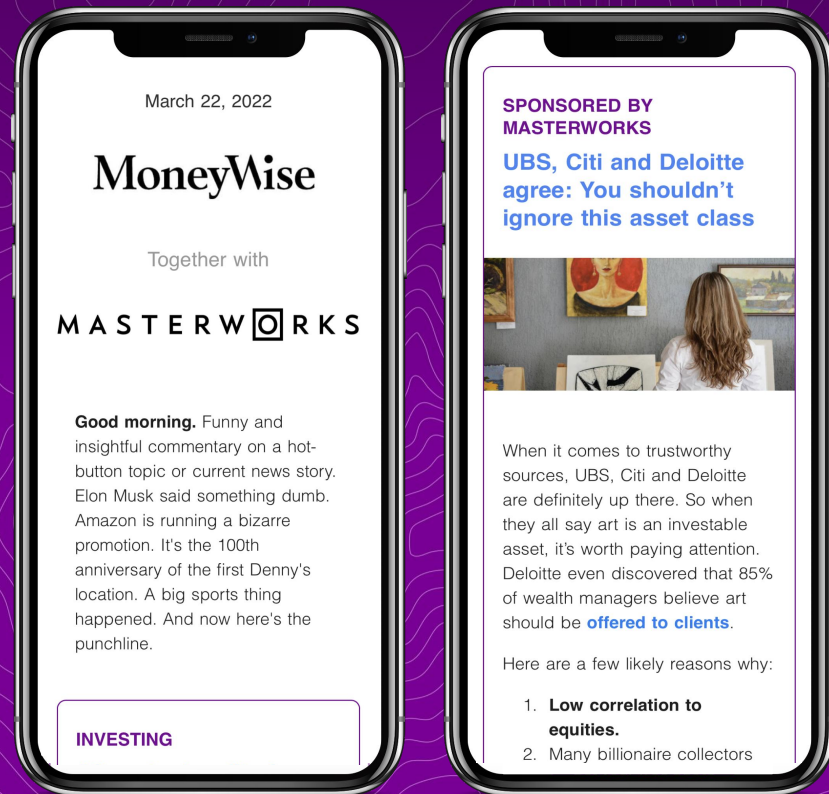 March 22, 2022
MoneyWise
Together with
MASTERWORKS
Good morning. Funny and
insightful commentary on a hot-
button topic or current news story.
Elon Musk said something dumb.
Amazon is running a bizarre
promotion. It's the 100th
anniversary of the first Denny's
location. A big sports thing
happened. And now here's the
punchline.
INVESTING
SPONSORED BY
MASTERWORKS
UBS, Citi and Deloitte
agree: You shouldn't
ignore this asset class
When it comes to trustworthy
sources, UBS, Citi and Deloitte
are definitely up there. So when
they all say art is an investable
asset, it’s worth paying attention.
Deloitte even discovered that 85%
of wealth managers believe art
should be offered to clients.
Here are a few likely reasons why:
1. Low correlation to
equities.
2. Many billionaire collectors